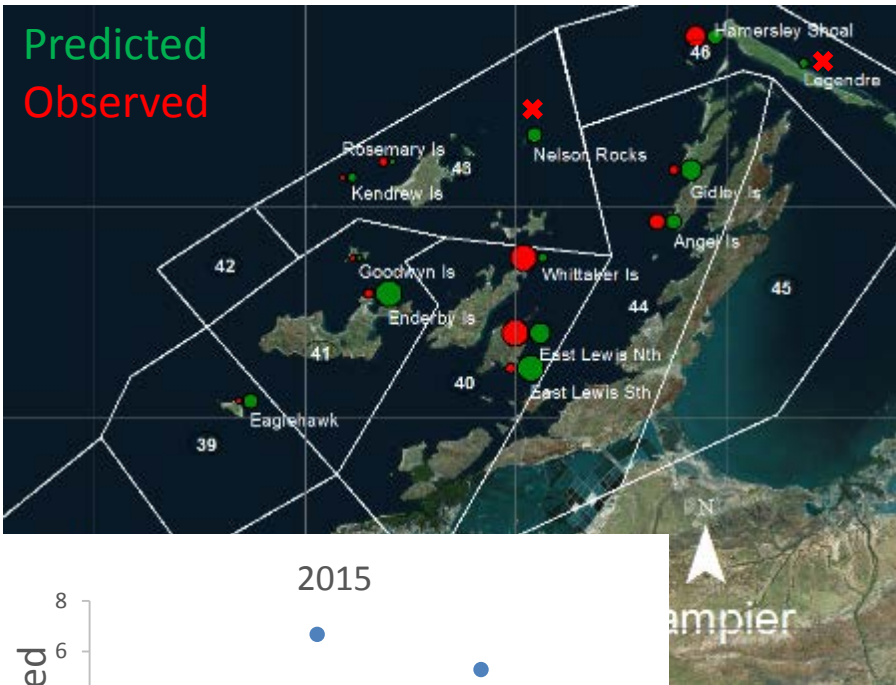 Predicted
Observed
Hamersley Shoal
46
Legendre
Nelson Rocks
Rosemary Is
43
Kendrew Is
Gidley Is
Angel Is
42
Goodwyn Is
Whittaker Is
44
45
Enderby Is
41
East Lewis Nth
40
East Lewis Sth
Eaglehawk
39
N
ampier
2015
8
6
ed